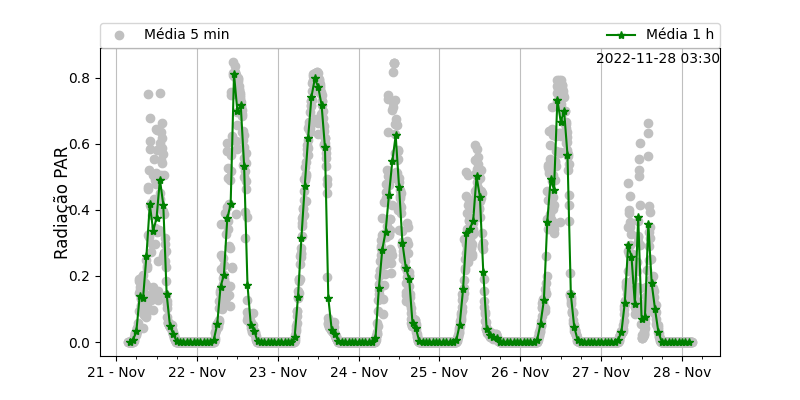 Média 5 min
Média 1 h
2022-11-28 03:30
Radiação PAR
0.8
0.6
0.4
0.2
0.0
21 - Nov
22 - Nov
23 - Nov
24 - Nov
25 - Nov
26 - Nov
27 - Nov
28 - Nov